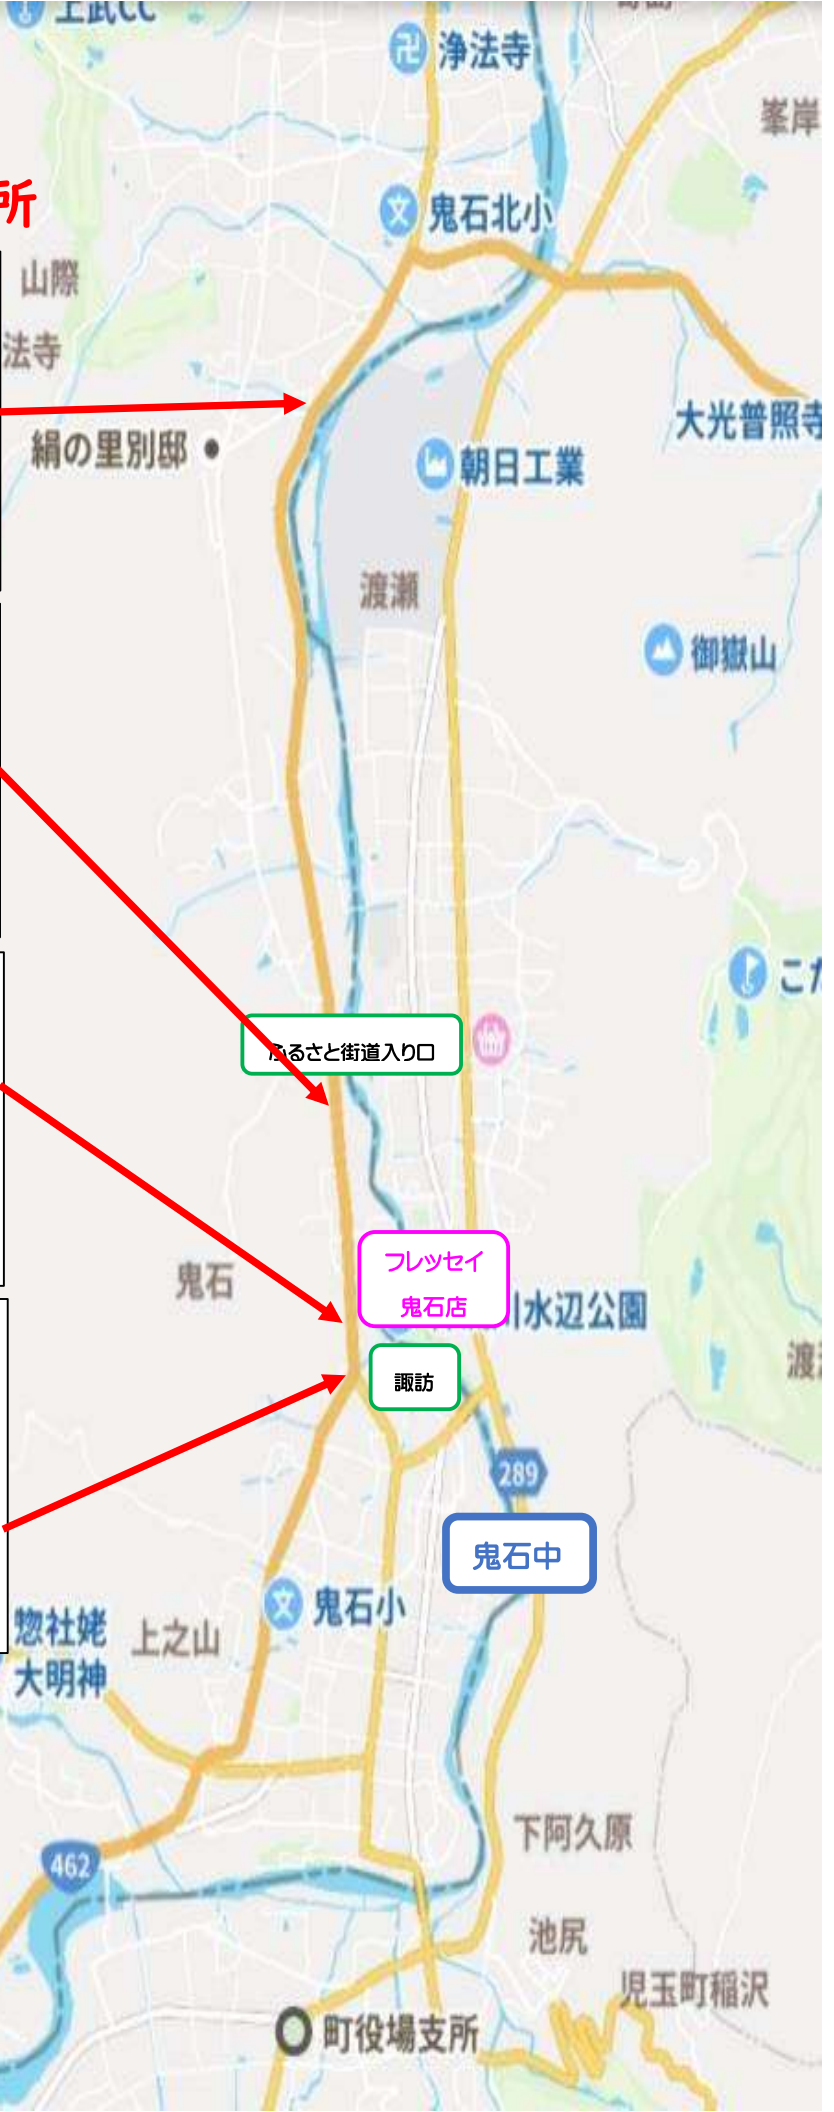 上武CC
浄法寺
峯岸
所
鬼石北小
山際
法寺
大光普照寺
絹の里別邸
朝日工業
渡瀬
御嶽山
こだ
ふるさと街道入り口
フレッセイ
鬼石店
鬼石
川水辺公園
諏訪
渡瀬
289
鬼石中
鬼石小
惣社姥
大明神
上之山
下阿久原
462
池尻
児玉町稲沢
町役場支所